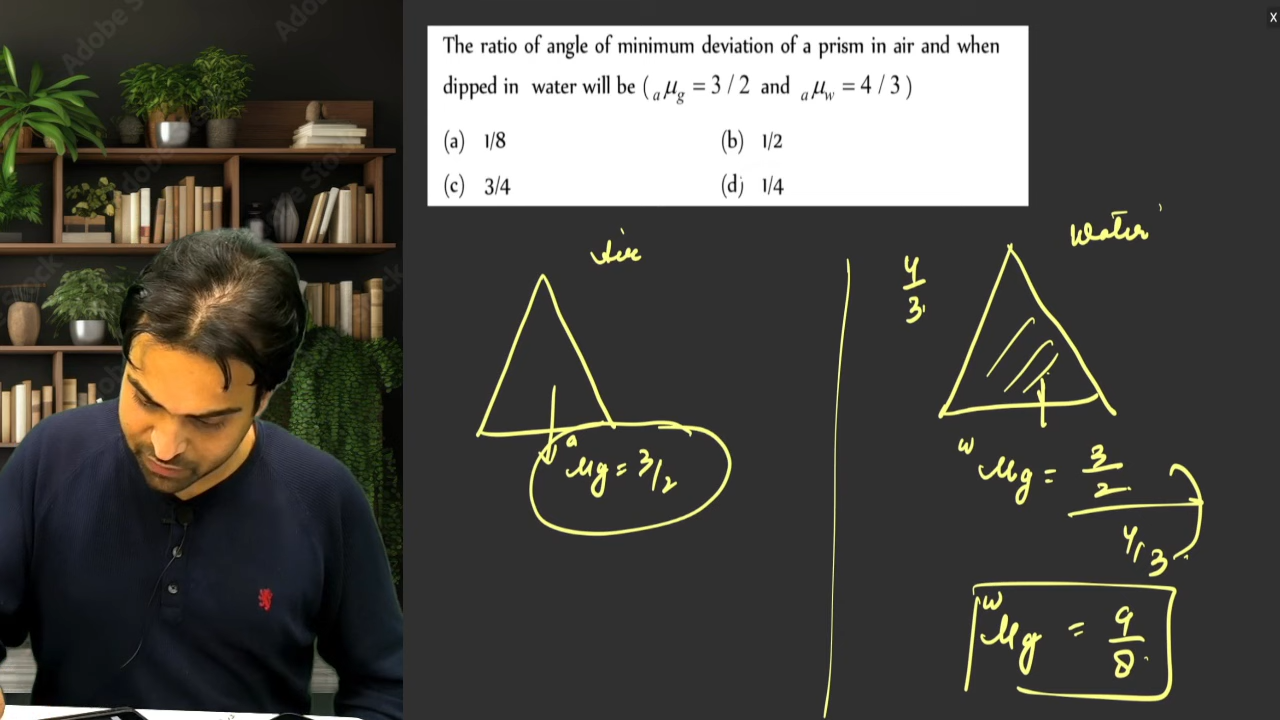 The ratio of angle of minimum deviation of a prism in air and when
dipped in water will be ( ₐμg = 3 / 2 and ₐμw = 4 / 3 )
(a) 1/8
(b) 1/2
(c) 3/4
(d) 1/4
Air
Water
4/3
ᵃμg = 3/2
ʷμg = 3/2 / 4/3
ʷμg = 9/8
Adobe Stock
X